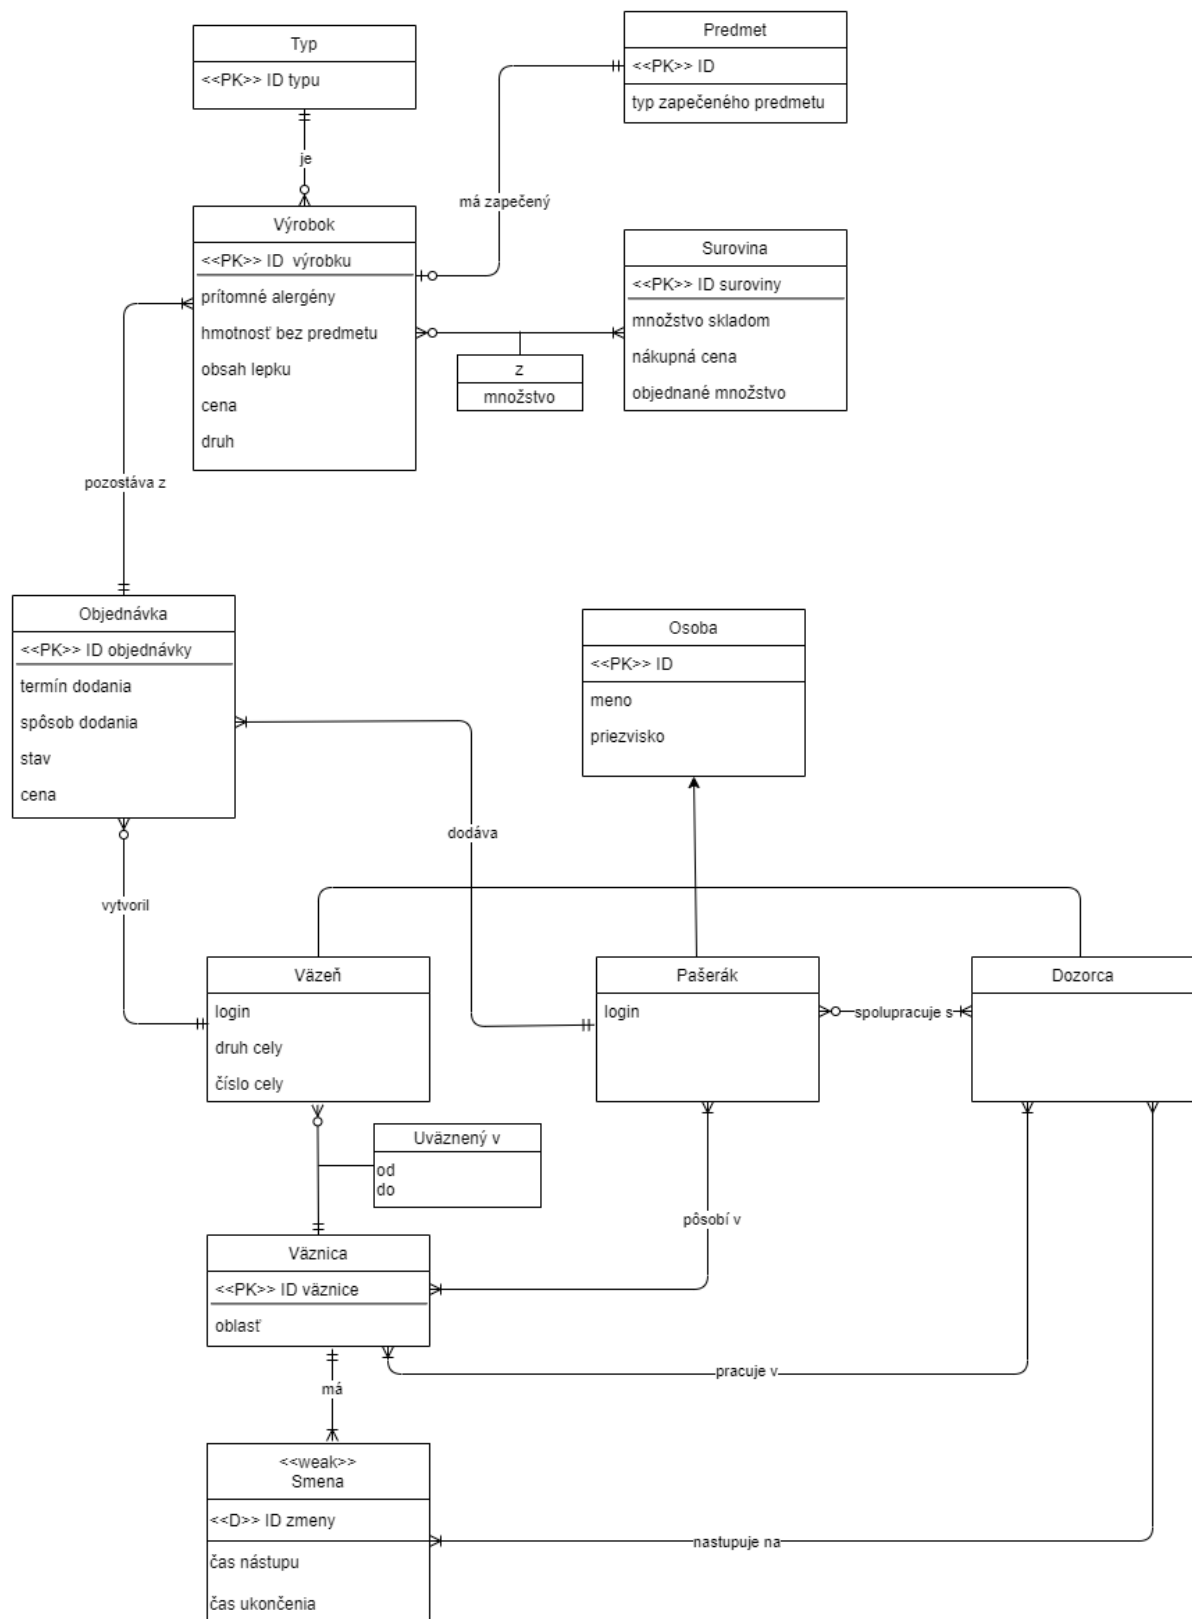 Typ
<<PK>> ID typu
Predmet
<<PK>> ID
typ zapečeného predmetu
je
má zapečený
Výrobok
<<PK>> ID výrobku
prítomné alergény
hmotnosť bez predmetu
obsah lepku
cena
druh
Surovina
<<PK>> ID suroviny
množstvo skladom
nákupná cena
objednané množstvo
z
množstvo
pozostáva z
Objednávka
<<PK>> ID objednávky
termín dodania
spôsob dodania
stav
cena
Osoba
<<PK>> ID
meno
priezvisko
dodáva
vytvoril
Väzeň
login
druh cely
číslo cely
Pašerák
login
spolupracuje s
Dozorca
Uväznený v
od
do
pôsobí v
Väznica
<<PK>> ID väznice
oblasť
pracuje v
má
<<weak>>
Smena
<<D>> ID zmeny
čas nástupu
čas ukončenia
nastupuje na